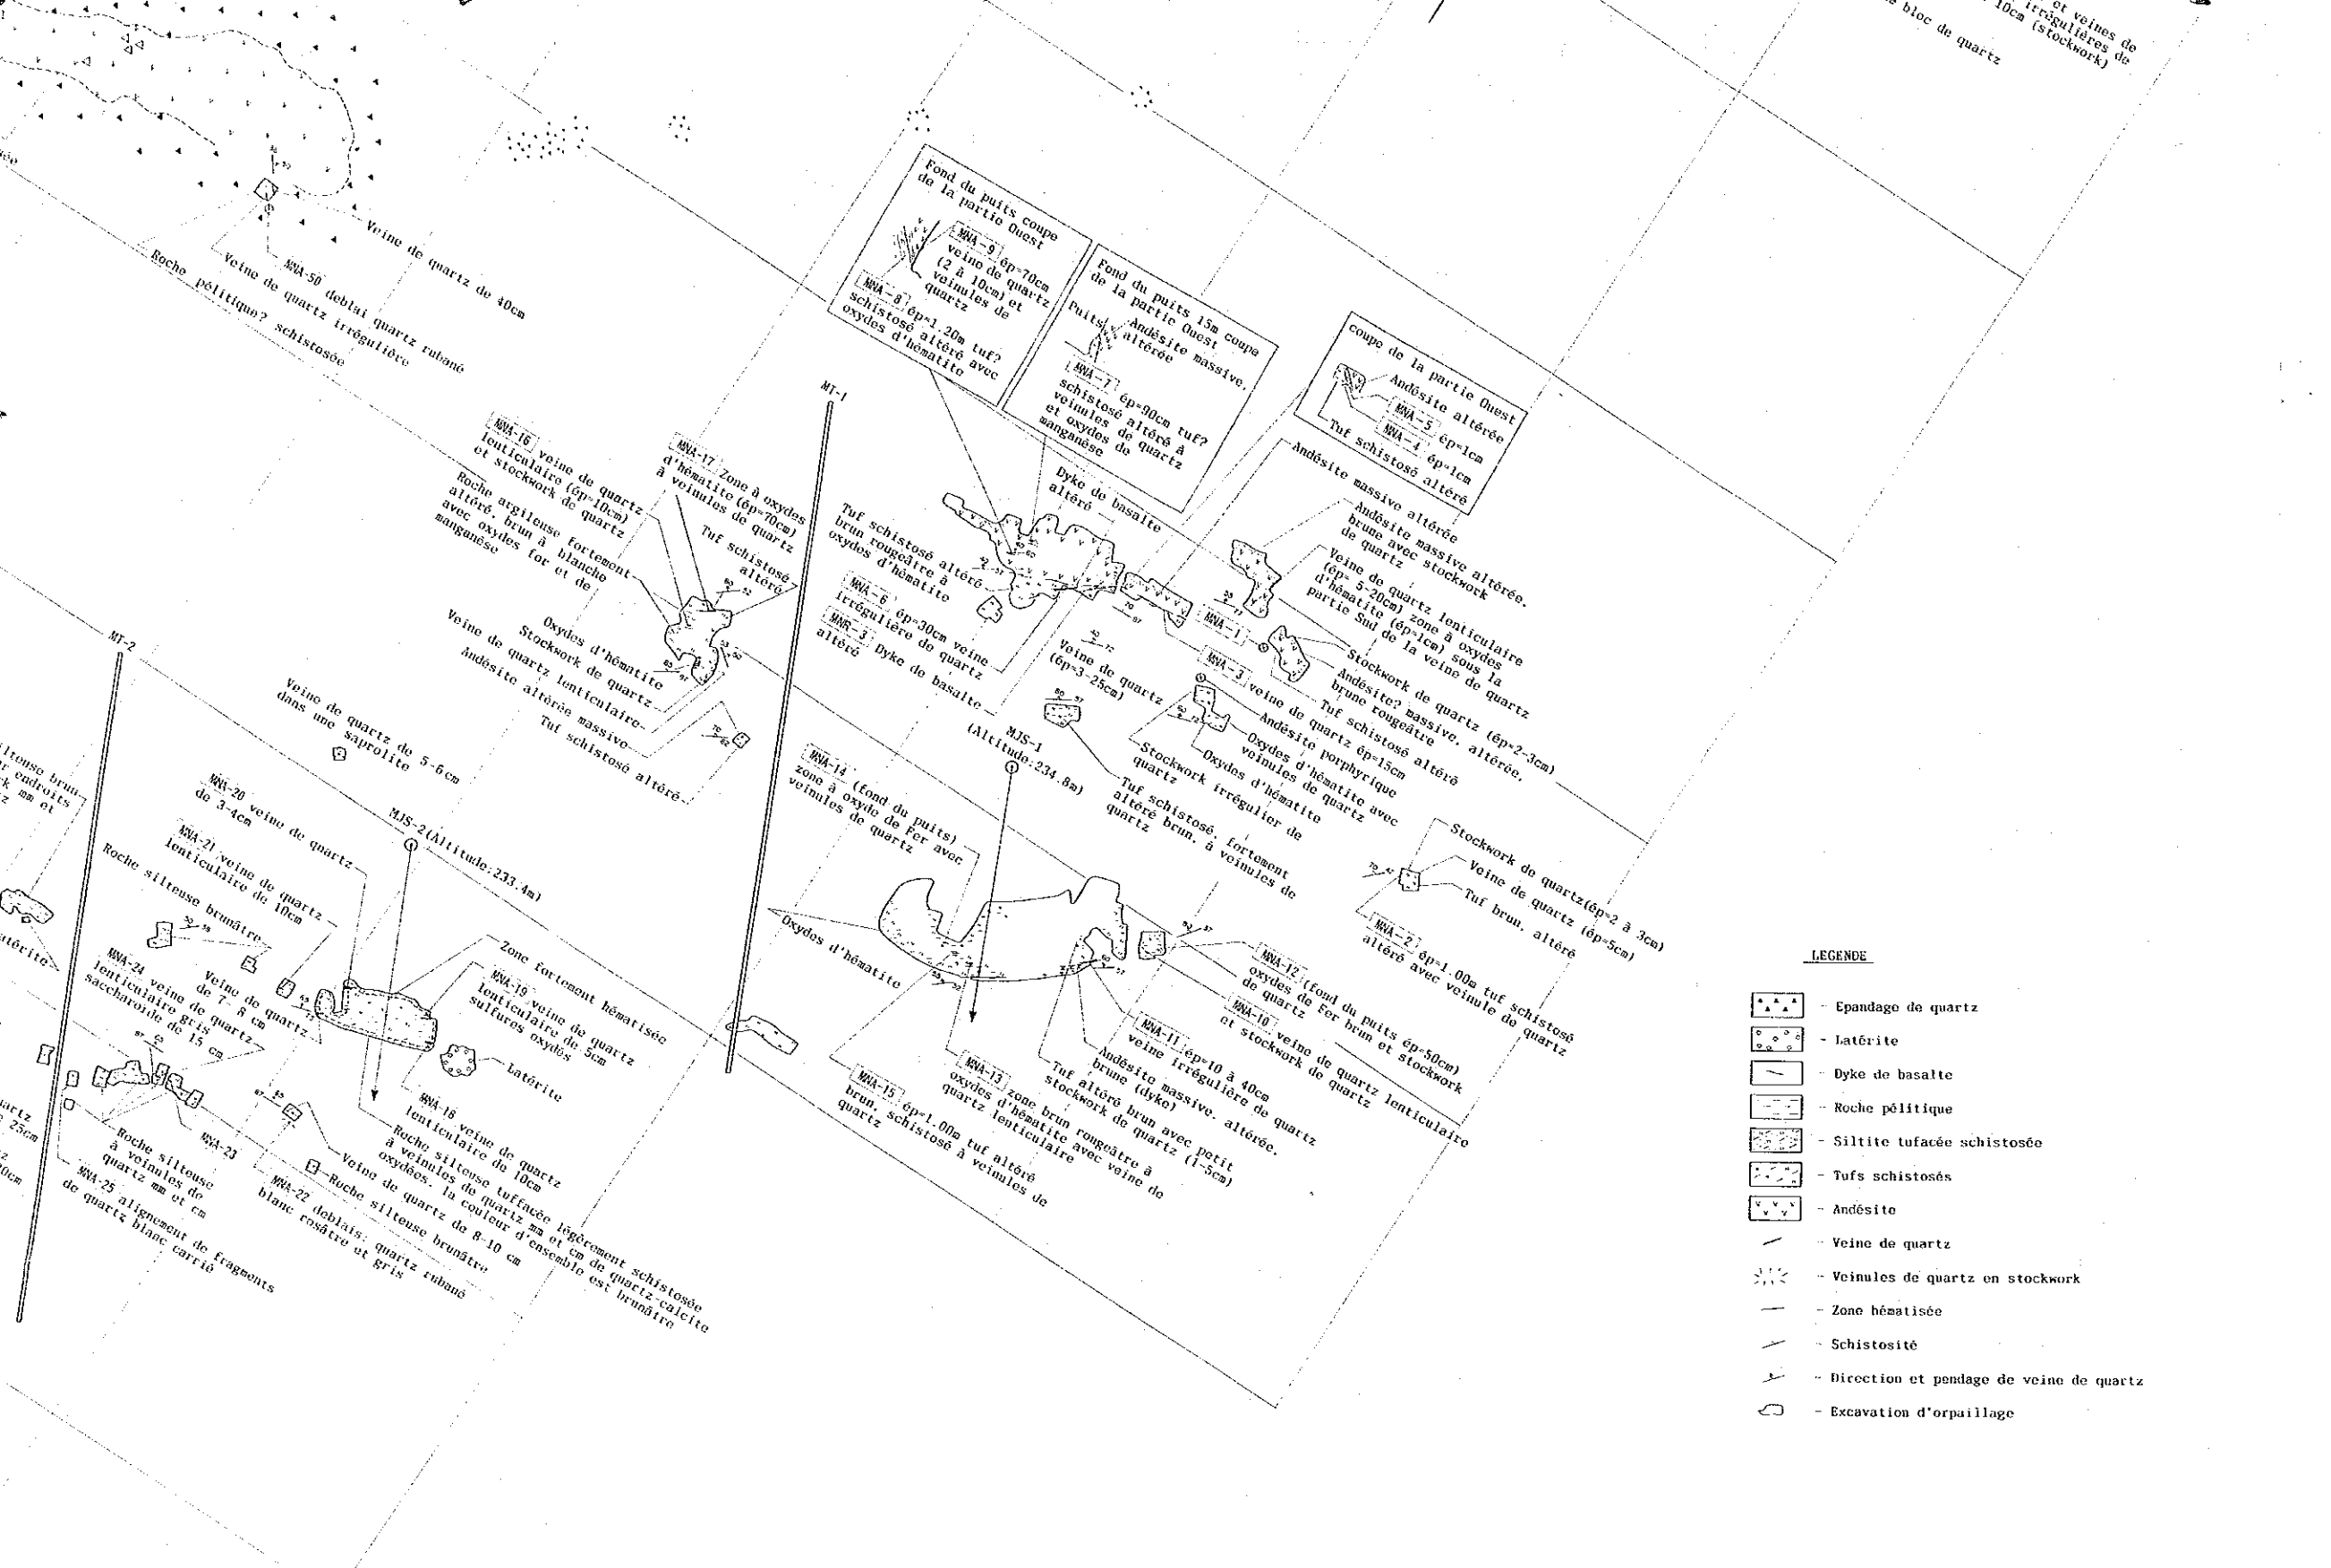 et veines de
irrégulières de
10cm (stockwork)
bloc de quartz
Veine de quartz de 40cm
MNA-50 deblai quartz rubané
Veine de quartz irrégulière
Roche pélitique? schistosée
Fond du puits coupe
de la partie Ouest
MNA-9 ép=70cm
veine de quartz
(2 à 10cm) et
veinules de
quartz
MNA-8 ép=1.20m tuf?
schistosé altéré avec
oxydes d'hématite
Fond du puits 15m coupe
de la partie Ouest
Puits
Andésite massive,
altérée
MNA-7 ép=90cm tuf?
schistosé altéré à
veinules de quartz
et oxydes de
manganèse
coupe de la partie Ouest
Andésite altérée
MNA-5 ép=1cm
MNA-4 ép=1cm
Tuf schistosé altéré
MT-1
MNA-16 veine de quartz
lenticulaire (ép=10cm)
et stockwork de quartz
MNA-17 Zone à oxydes
d'hématite (ép=70cm)
à veinules de quartz
Roche argileuse fortement
altéré, brun à blanche
avec oxydes for et de
manganèse
Tuf schistosé
altéré
Oxydes d'hématite
Stockwork de quartz
Veine de quartz lenticulaire
Andésite altérée massive
Tuf schistosé altéré
Dyke de basalte
altéré
Tuf schistosé altéré
brun rougeâtre à
oxydes d'hématite
MNA-6 ép=30cm veine
irrégulière de quartz
MNR-3 Dyke de basalte
altéré
Andésite massive altérée
Andésite massive altérée,
brune avec stockwork
de quartz
Veine de quartz lenticulaire
(ép= 5-20cm) zone à oxydes
d'hématite (ép=1cm) sous la
partie Sud de la veine de quartz
MNA-1
Stockwork de quartz (ép=2-3cm)
Andésite? massive, altérée,
brune rougeâtre
Tuf schistosé altéré
MNA-3 veine de quartz ép=15cm
Andésite porphyrique
Oxydes d'hématite avec
veinules de quartz
Oxydes d'hématite
Stockwork irrégulier de
quartz
Veine de quartz
(ép=3-25cm)
Tuf schistosé, fortement
altéré brun, à veinules de
quartz
MJS-1
(Altitude:234.8m)
MT-2
Veine de quartz de 5-6cm
dans une saprolite
MJS-2(Altitude:233.4m)
MNA-20 veine de quartz
de 3-4cm
MNA-21 veine de quartz
lenticulaire de 10cm
Roche silteuse brunâtre
MNA-24 veine de quartz
lenticulaire gris
saccharoïde de 15 cm
Veine de quartz
de 7- 8 cm
Zone fortement hématisée
MNA-19 veine de quartz
lenticulaire de 5cm
sulfures oxydés
Latérite
MNA-18 veine de quartz
lenticulaire de 10cm
Roche silteuse tuffacée légèrement schistosée
à veinules de quartz mm et cm de quartz-calcite
oxydées, la couleur d'ensemble est brunâtre
Veine de quartz de 8-10 cm
Roche silteuse brunâtre
MNA-22 deblais: quartz rubané
blanc rosâtre et gris
MNA-23
Roche silteuse
à veinules de
quartz mm et cm
MNA-25 alignement de fragments
de quartz blanc carrié
MNA-14 (fond du puits)
zone à oxyde de Fer avec
veinules de quartz
Oxydes d'hématite
Stockwork de quartz(ép=2 à 3cm)
Veine de quartz (ép=5cm)
Tuf brun, altéré
MNA-2 ép=1.00m tuf schistosé
altéré avec veinule de quartz
MNA-12 (fond du puits ép=50cm)
oxydes de Fer brun et stockwork
de quartz
MNA-10 veine de quartz lenticulaire
et stockwork de quartz
MNA-11 ép=10 à 40cm
veine irrégulière de quartz
Andésite massive, altérée,
brune (dyke)
Tuf altéré brun avec petit
stockwork de quartz (1-5cm)
MNA-13 zone brun rougeâtre à
oxydes d'hématite avec veine de
quartz lenticulaire
MNA-15 ép=1.00m tuf altéré
brun, schistosé à veinules de
quartz
LEGENDE
- Epandage de quartz
- Latérite
- Dyke de basalte
- Roche pélitique
- Siltite tufacée schistosée
- Tufs schistosés
- Andésite
- Veine de quartz
- Veinules de quartz en stockwork
- Zone hématisée
- Schistosité
- Direction et pendage de veine de quartz
- Excavation d'orpaillage